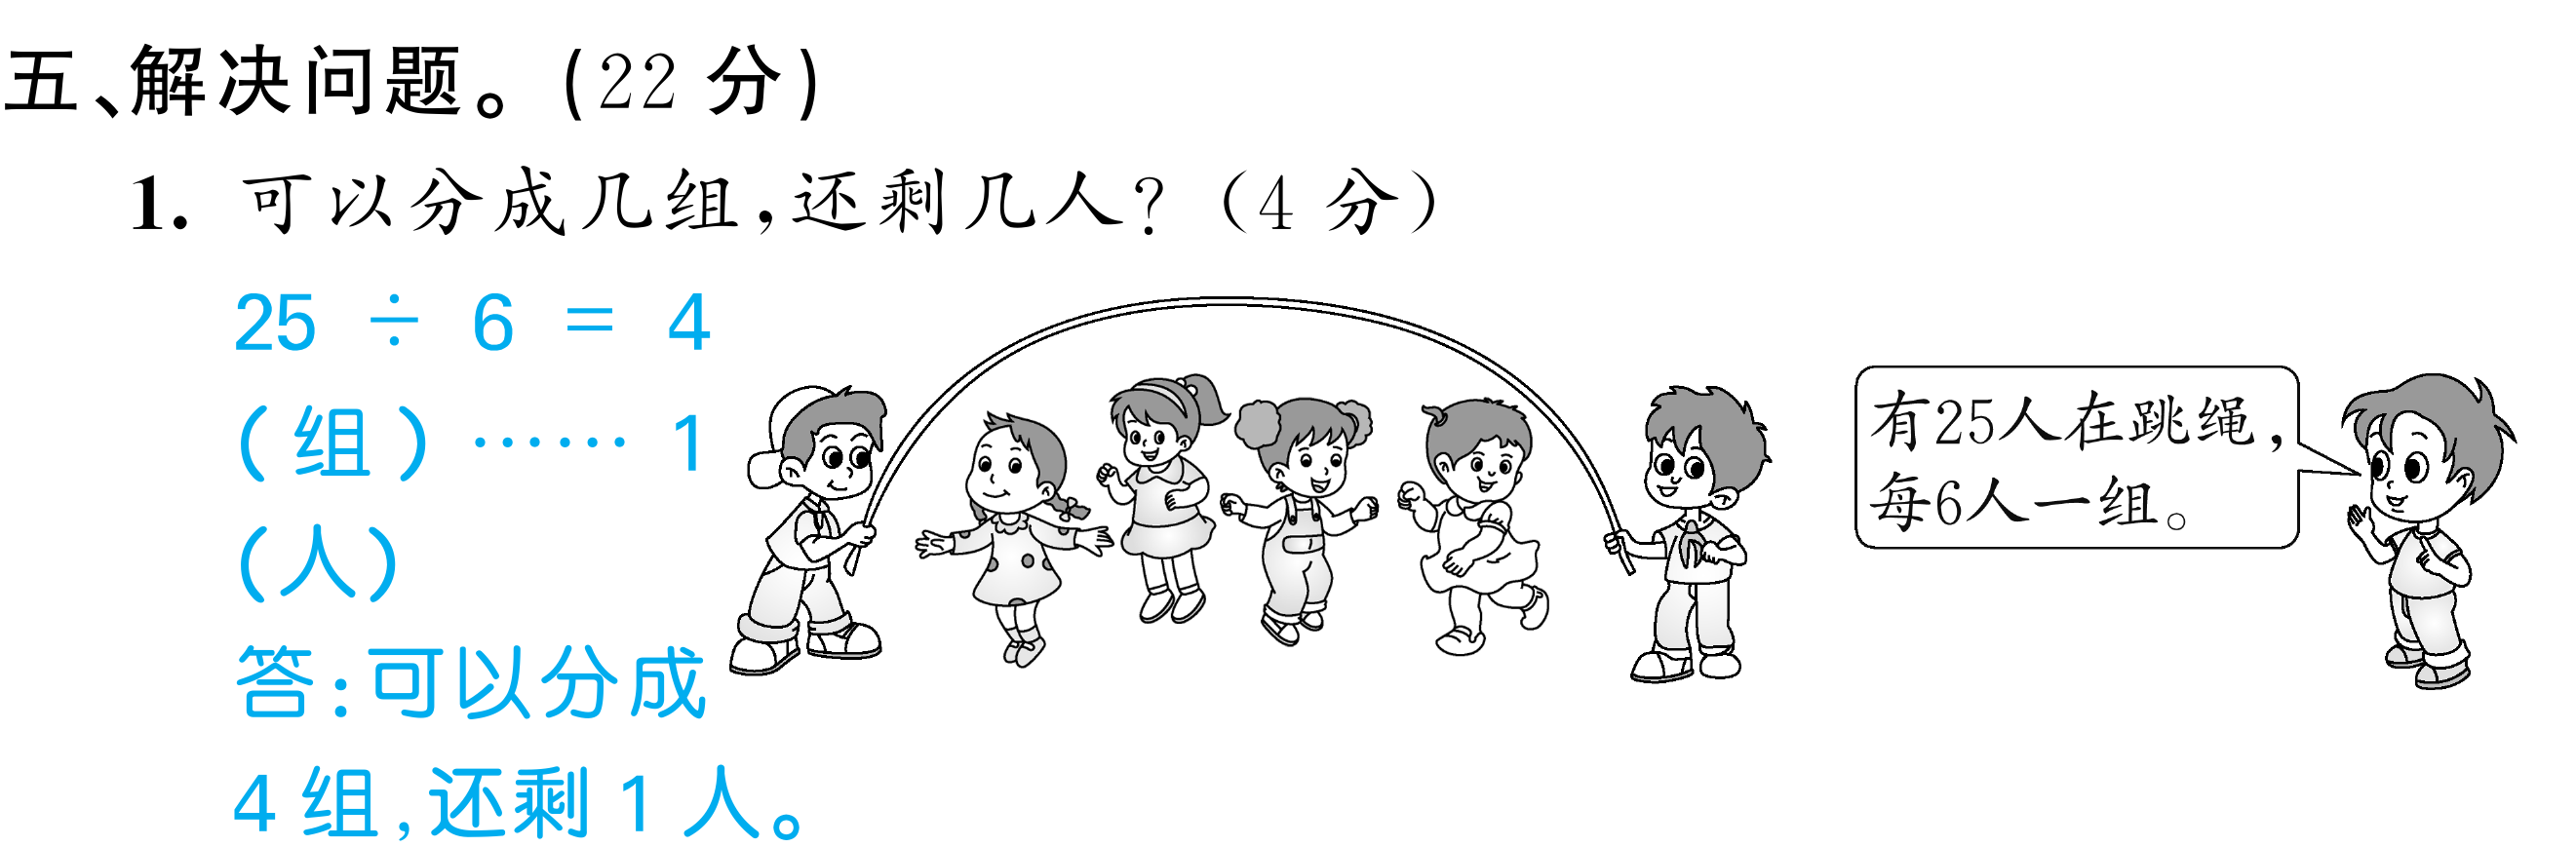 五、解决问题。(22 分)
1. 可以分成几组,还剩几人?(4 分)
25 ÷ 6 = 4
(组)…… 1
(人)
答:可以分成
4 组,还剩 1 人。
有25人在跳绳,
每6人一组。